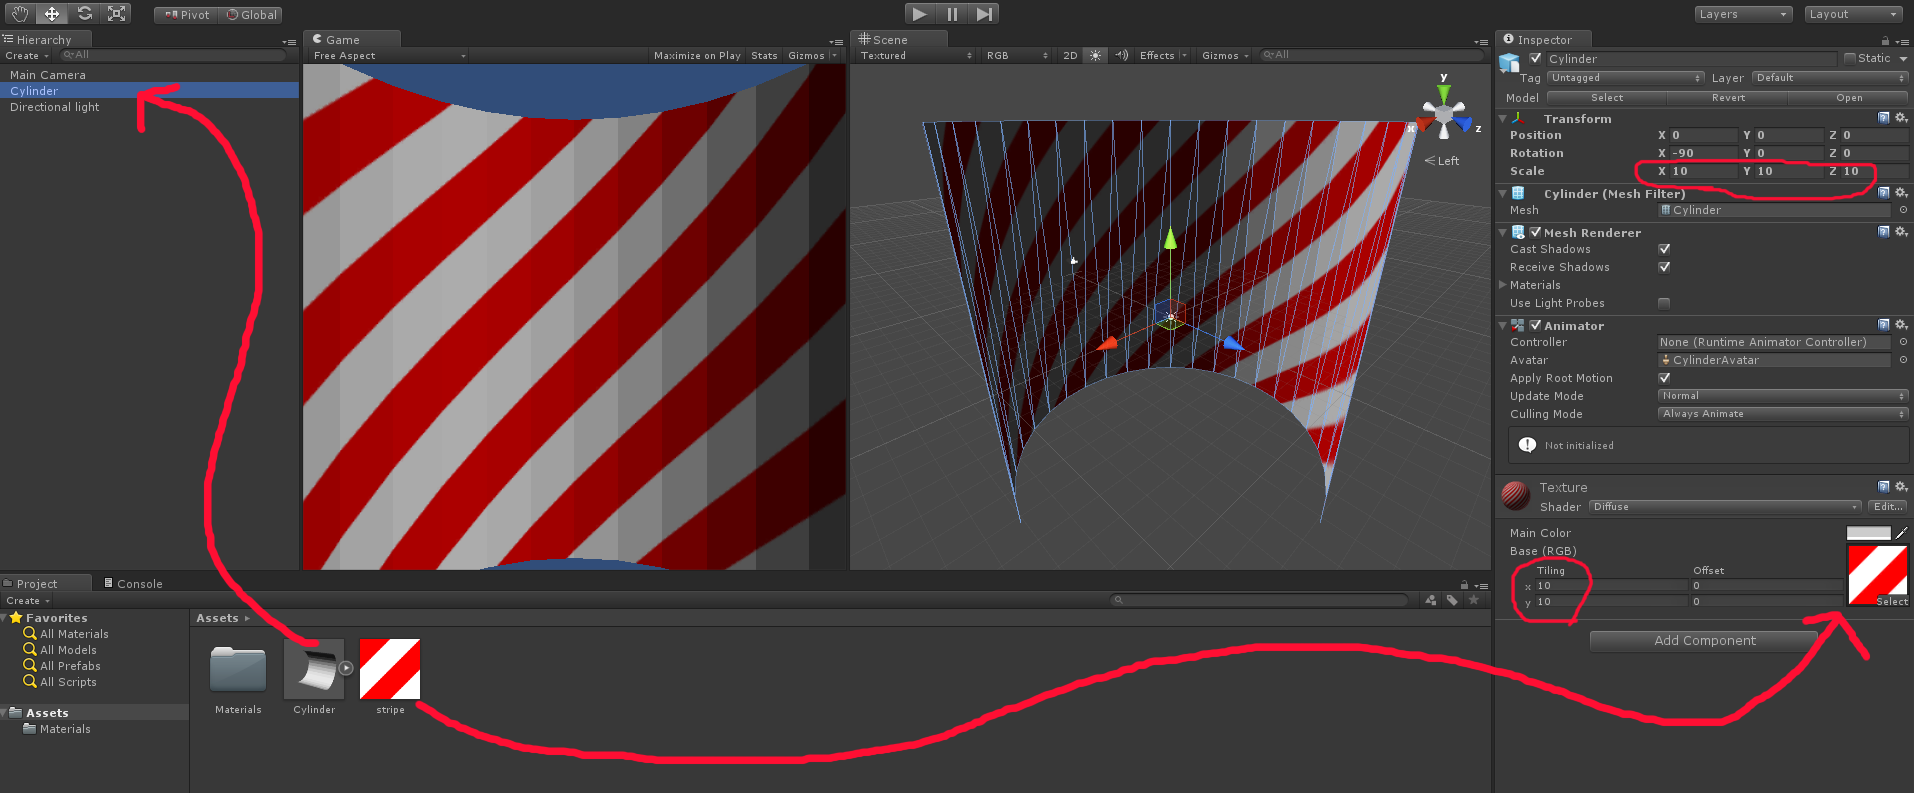 Pivot Global Layers Layout
Hierarchy
Create All
Main Camera
Cylinder
Directional light
Game
Free Aspect Maximize on Play Stats Gizmos
Scene
Textured RGB 2D Effects Gizmos All
y
x z
Left
Inspector
Cylinder Static
Tag Untagged Layer Default
Model Select Revert Open
Transform
Position X 0 Y 0 Z 0
Rotation X -90 Y 0 Z 0
Scale X 10 Y 10 Z 10
Cylinder (Mesh Filter)
Mesh Cylinder
Mesh Renderer
Cast Shadows
Receive Shadows
Materials
Use Light Probes
Animator
Controller None (Runtime Animator Controller)
Avatar CylinderAvatar
Apply Root Motion
Update Mode Normal
Culling Mode Always Animate
Not initialized
Texture
Shader Diffuse Edit...
Main Color
Base (RGB)
Tiling Offset
x 10 0
y 10 0
Select
Add Component
Project Console
Create
Favorites
All Materials
All Models
All Prefabs
All Scripts
Assets
Materials
Assets
Materials Cylinder stripe